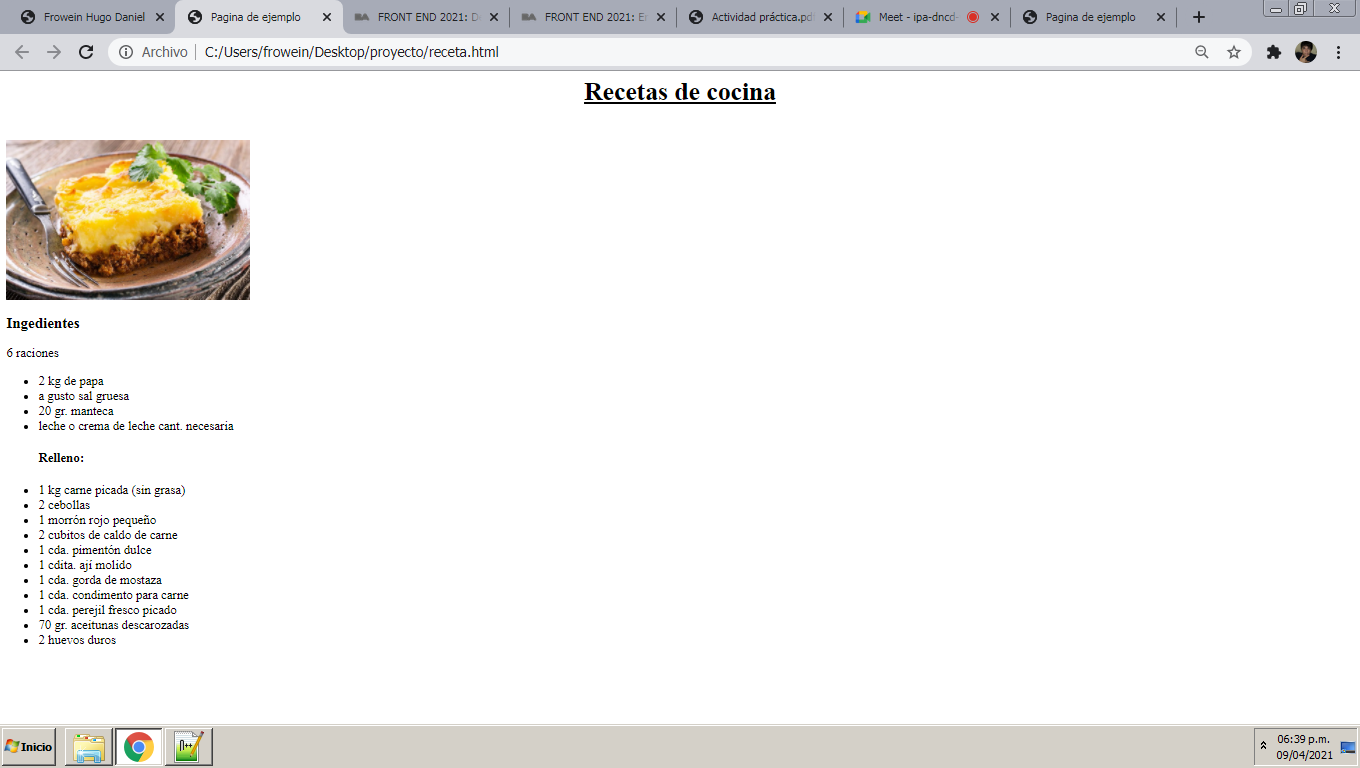 Frowein Hugo Daniel
Pagina de ejemplo
FRONT END 2021: D
FRONT END 2021: E
Actividad práctica.pd
Meet - ipa-dncd-
Pagina de ejemplo
Archivo | C:/Users/frowein/Desktop/proyecto/receta.html
Recetas de cocina
Ingedientes
6 raciones
2 kg de papa
a gusto sal gruesa
20 gr. manteca
leche o crema de leche cant. necesaria
Relleno:
1 kg carne picada (sin grasa)
2 cebollas
1 morrón rojo pequeño
2 cubitos de caldo de carne
1 cda. pimentón dulce
1 cdita. ají molido
1 cda. gorda de mostaza
1 cda. condimento para carne
1 cda. perejil fresco picado
70 gr. aceitunas descarozadas
2 huevos duros
Inicio
06:39 p.m.
09/04/2021